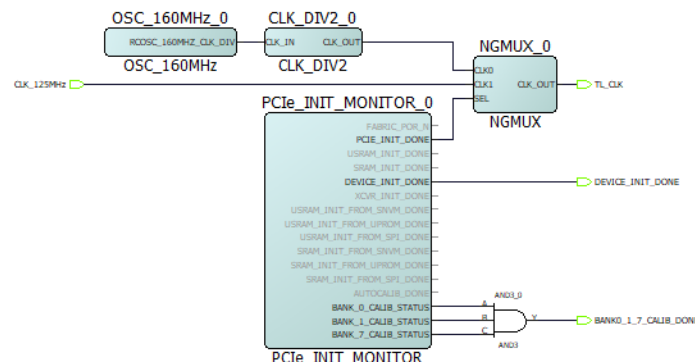 OSC_160MHz_0
CLK_DIV2_0
RCOSC_160MHZ_CLK_DIV
CLK_IN CLK_OUT
OSC_160MHz
CLK_DIV2
NGMUX_0
CLK0
CLK_125MHz
CLK1 CLK_OUT
TL_CLK
SEL
NGMUX
PCIe_INIT_MONITOR_0
FABRIC_POR_N
PCIE_INIT_DONE
USRAM_INIT_DONE
SRAM_INIT_DONE
DEVICE_INIT_DONE
DEVICE_INIT_DONE
XCVR_INIT_DONE
USRAM_INIT_FROM_SNVM_DONE
USRAM_INIT_FROM_UPROM_DONE
USRAM_INIT_FROM_SPI_DONE
SRAM_INIT_FROM_SNVM_DONE
SRAM_INIT_FROM_UPROM_DONE
SRAM_INIT_FROM_SPI_DONE
AUTOCALIB_DONE
BANK_0_CALIB_STATUS
BANK_1_CALIB_STATUS
BANK_7_CALIB_STATUS
AND3_0
A
B
C
Y
BANK0_1_7_CALIB_DONE
AND3
PCIe_INIT_MONITOR